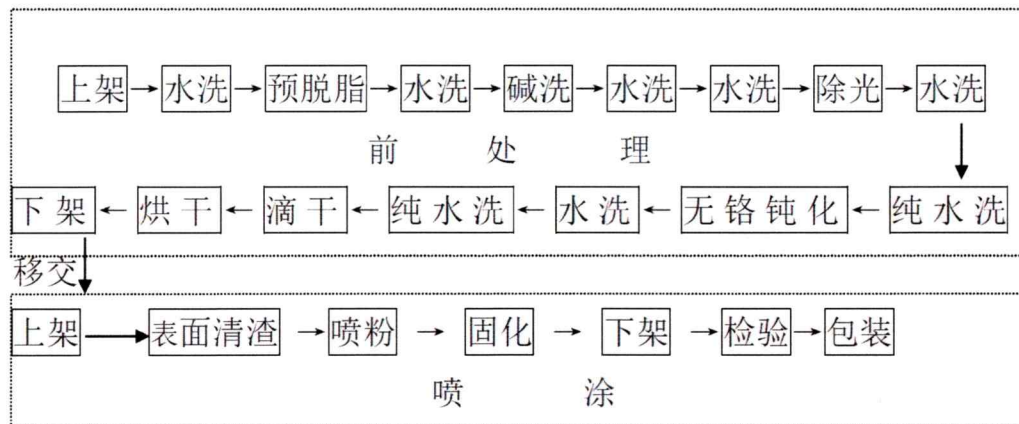 上架→水洗→预脱脂→水洗→碱洗→水洗→水洗→除光→水洗
前处理
下架←烘干←滴干←纯水洗←水洗←无铬钝化←纯水洗
移交
上架→表面清渣→喷粉→固化→下架→检验→包装
喷涂